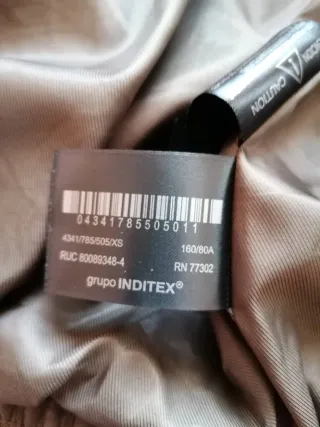 CAUTION
04341785505011
4341/785/505/XS 160/80A
RUC 80089348-4 RN 77302
grupo INDITEX®